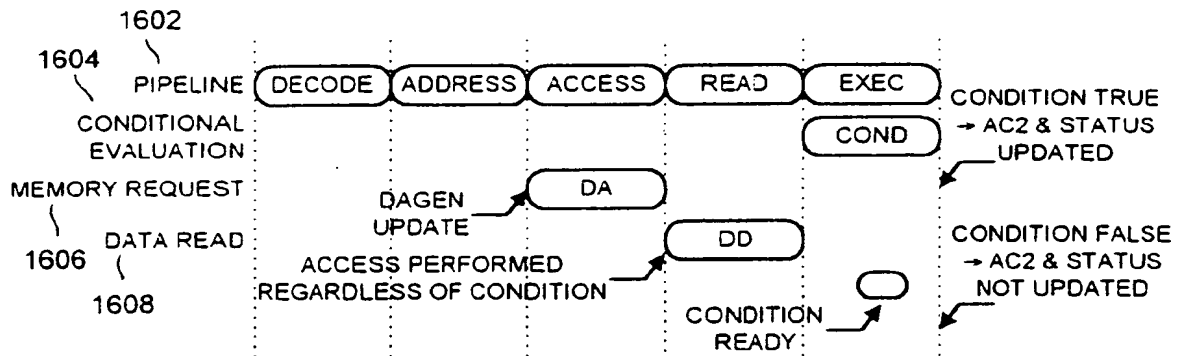 1602
1604
PIPELINE DECODE ADDRESS ACCESS READ EXEC
CONDITIONAL
EVALUATION
COND
CONDITION TRUE
→ AC2 & STATUS
UPDATED
MEMORY REQUEST
DA
DAGEN
UPDATE
1606
DATA READ
DD
1608
ACCESS PERFORMED
REGARDLESS OF CONDITION
CONDITION FALSE
→ AC2 & STATUS
NOT UPDATED
CONDITION
READY